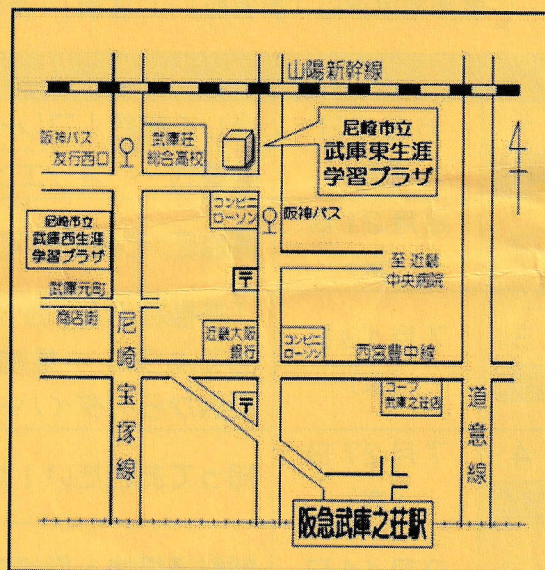 山陽新幹線
阪神バス
友行西口
武庫荘
総合高校
尼崎市立
武庫東生涯
学習プラザ
コンビニ
ローソン
阪神バス
尼崎市立
武庫西生涯
学習プラザ
至 近畿
中央病院
〒
武庫元町
商店街
近畿大阪
銀行
コンビニ
ローソン
西宮豊中線
コープ
武庫之荘店
〒
尼崎宝塚線
道意線
阪急武庫之荘駅